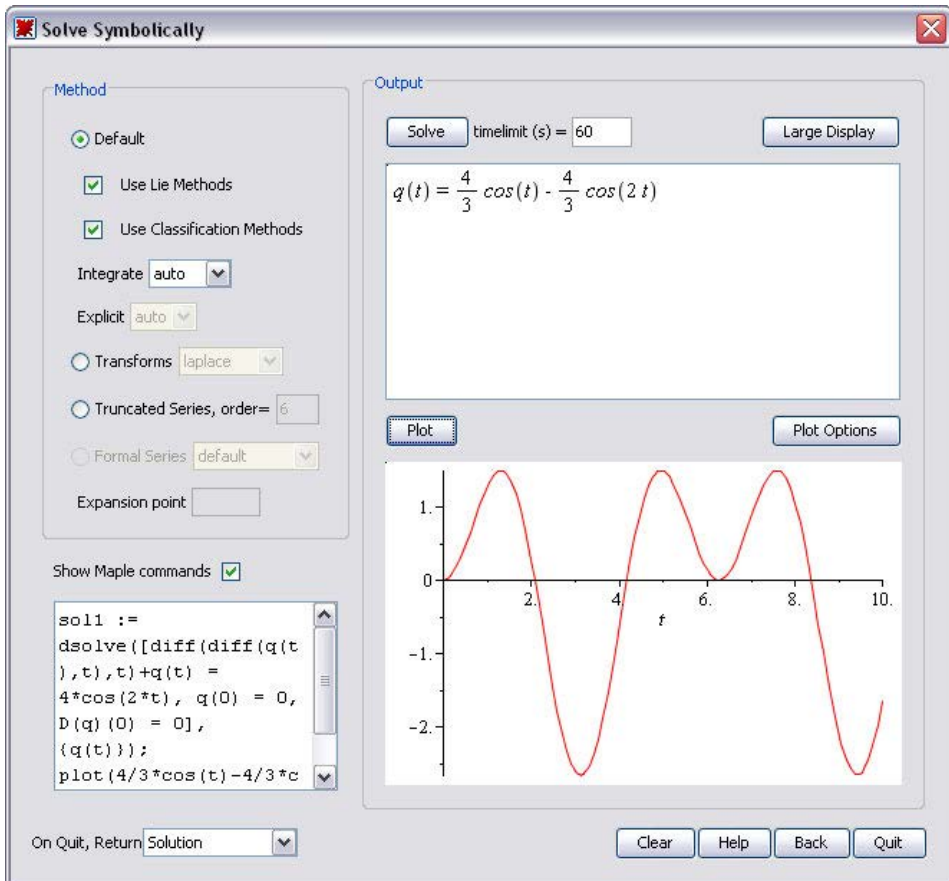 Solve Symbolically
Method
Default
Use Lie Methods
Use Classification Methods
Integrate auto
Explicit auto
Transforms laplace
Truncated Series, order= 6
Formal Series default
Expansion point
Show Maple commands
sol1 :=
dsolve([diff(diff(q(t
),t),t)+q(t) =
4*cos(2*t), q(0) = 0,
D(q)(0) = 0],
{q(t)});
plot(4/3*cos(t)-4/3*c
On Quit, Return Solution
Output
Solve timelimit (s) = 60 Large Display
q(t) = 4/3 cos(t) - 4/3 cos(2 t)
Plot Plot Options
1.
0
2. 4. 6. 8. 10.
t
-1.
-2.
Clear Help Back Quit